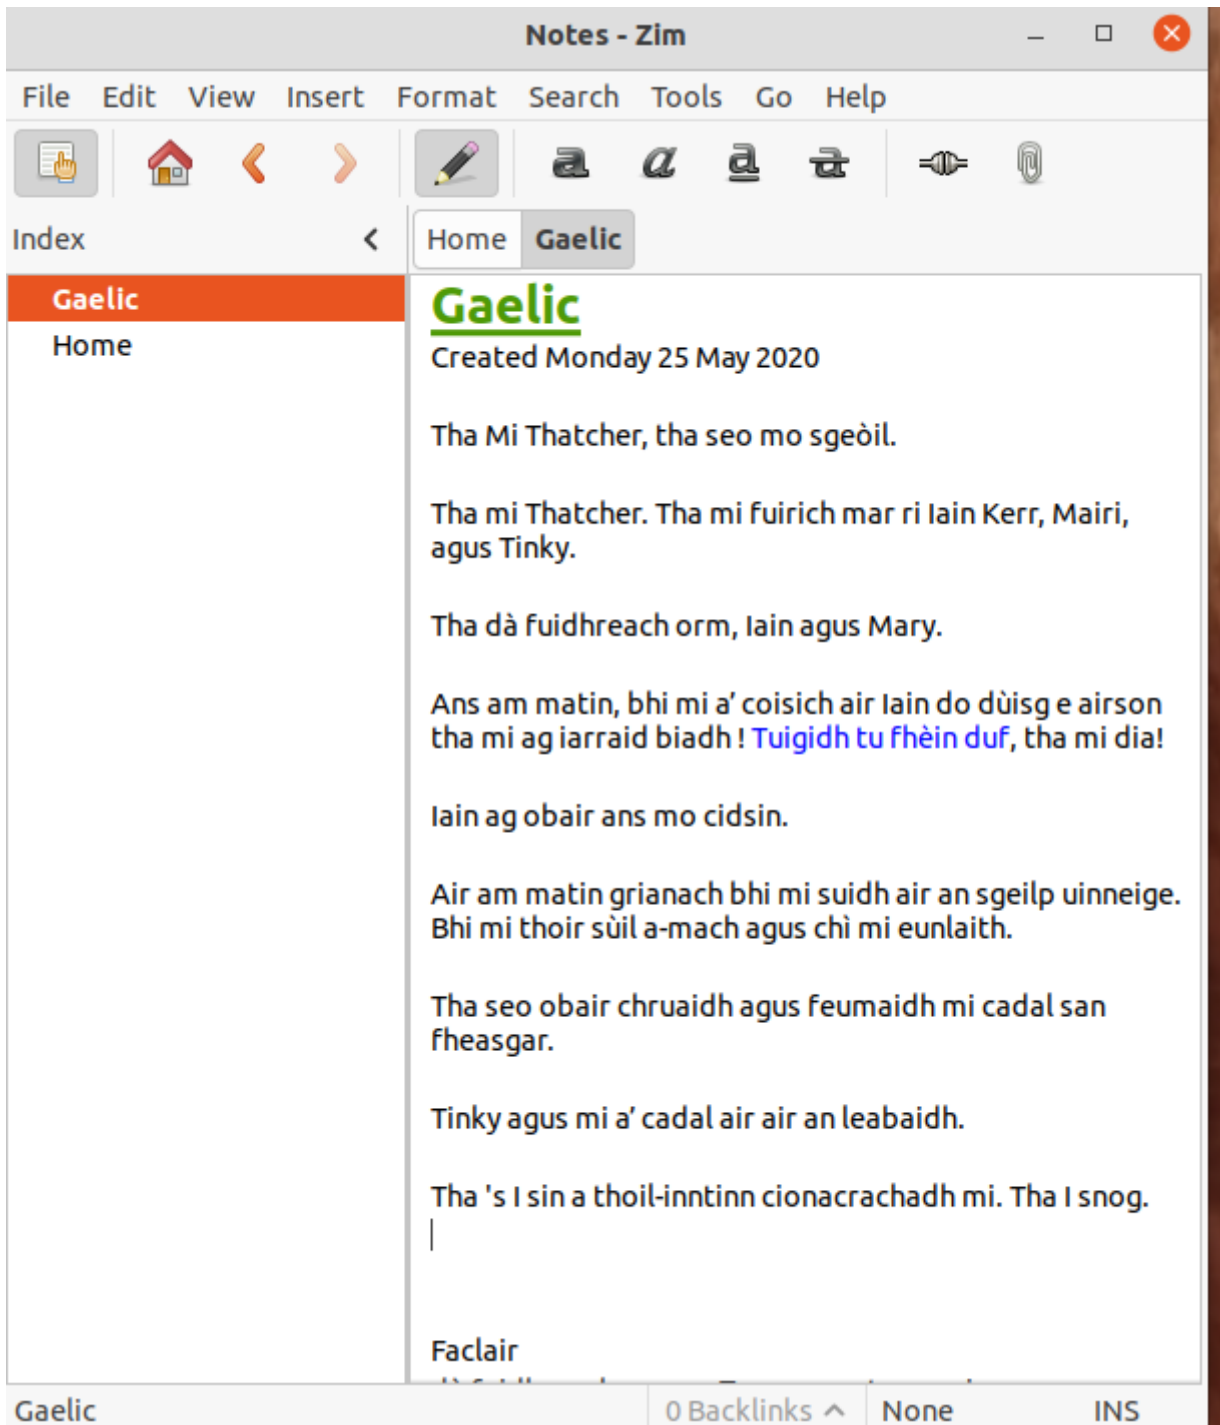 Notes - Zim
File Edit View Insert Format Search Tools Go Help
Index
Home Gaelic
Gaelic
Home
Gaelic
Created Monday 25 May 2020
Tha Mi Thatcher, tha seo mo sgeòil.
Tha mi Thatcher. Tha mi fuirich mar ri Iain Kerr, Mairi,
agus Tinky.
Tha dà fuidhreach orm, Iain agus Mary.
Ans am matin, bhi mi a’ coisich air Iain do dùisg e airson
tha mi ag iarraid biadh ! Tuigidh tu fhèin duf, tha mi dia!
Iain ag obair ans mo cidsin.
Air am matin grianach bhi mi suidh air an sgeilp uinneige.
Bhi mi thoir sùil a-mach agus chì mi eunlaith.
Tha seo obair chruaidh agus feumaidh mi cadal san
fheasgar.
Tinky agus mi a’ cadal air air an leabaidh.
Tha 's I sin a thoil-inntinn cionacrachadh mi. Tha I snog.
Faclair
Gaelic
0 Backlinks
None
INS